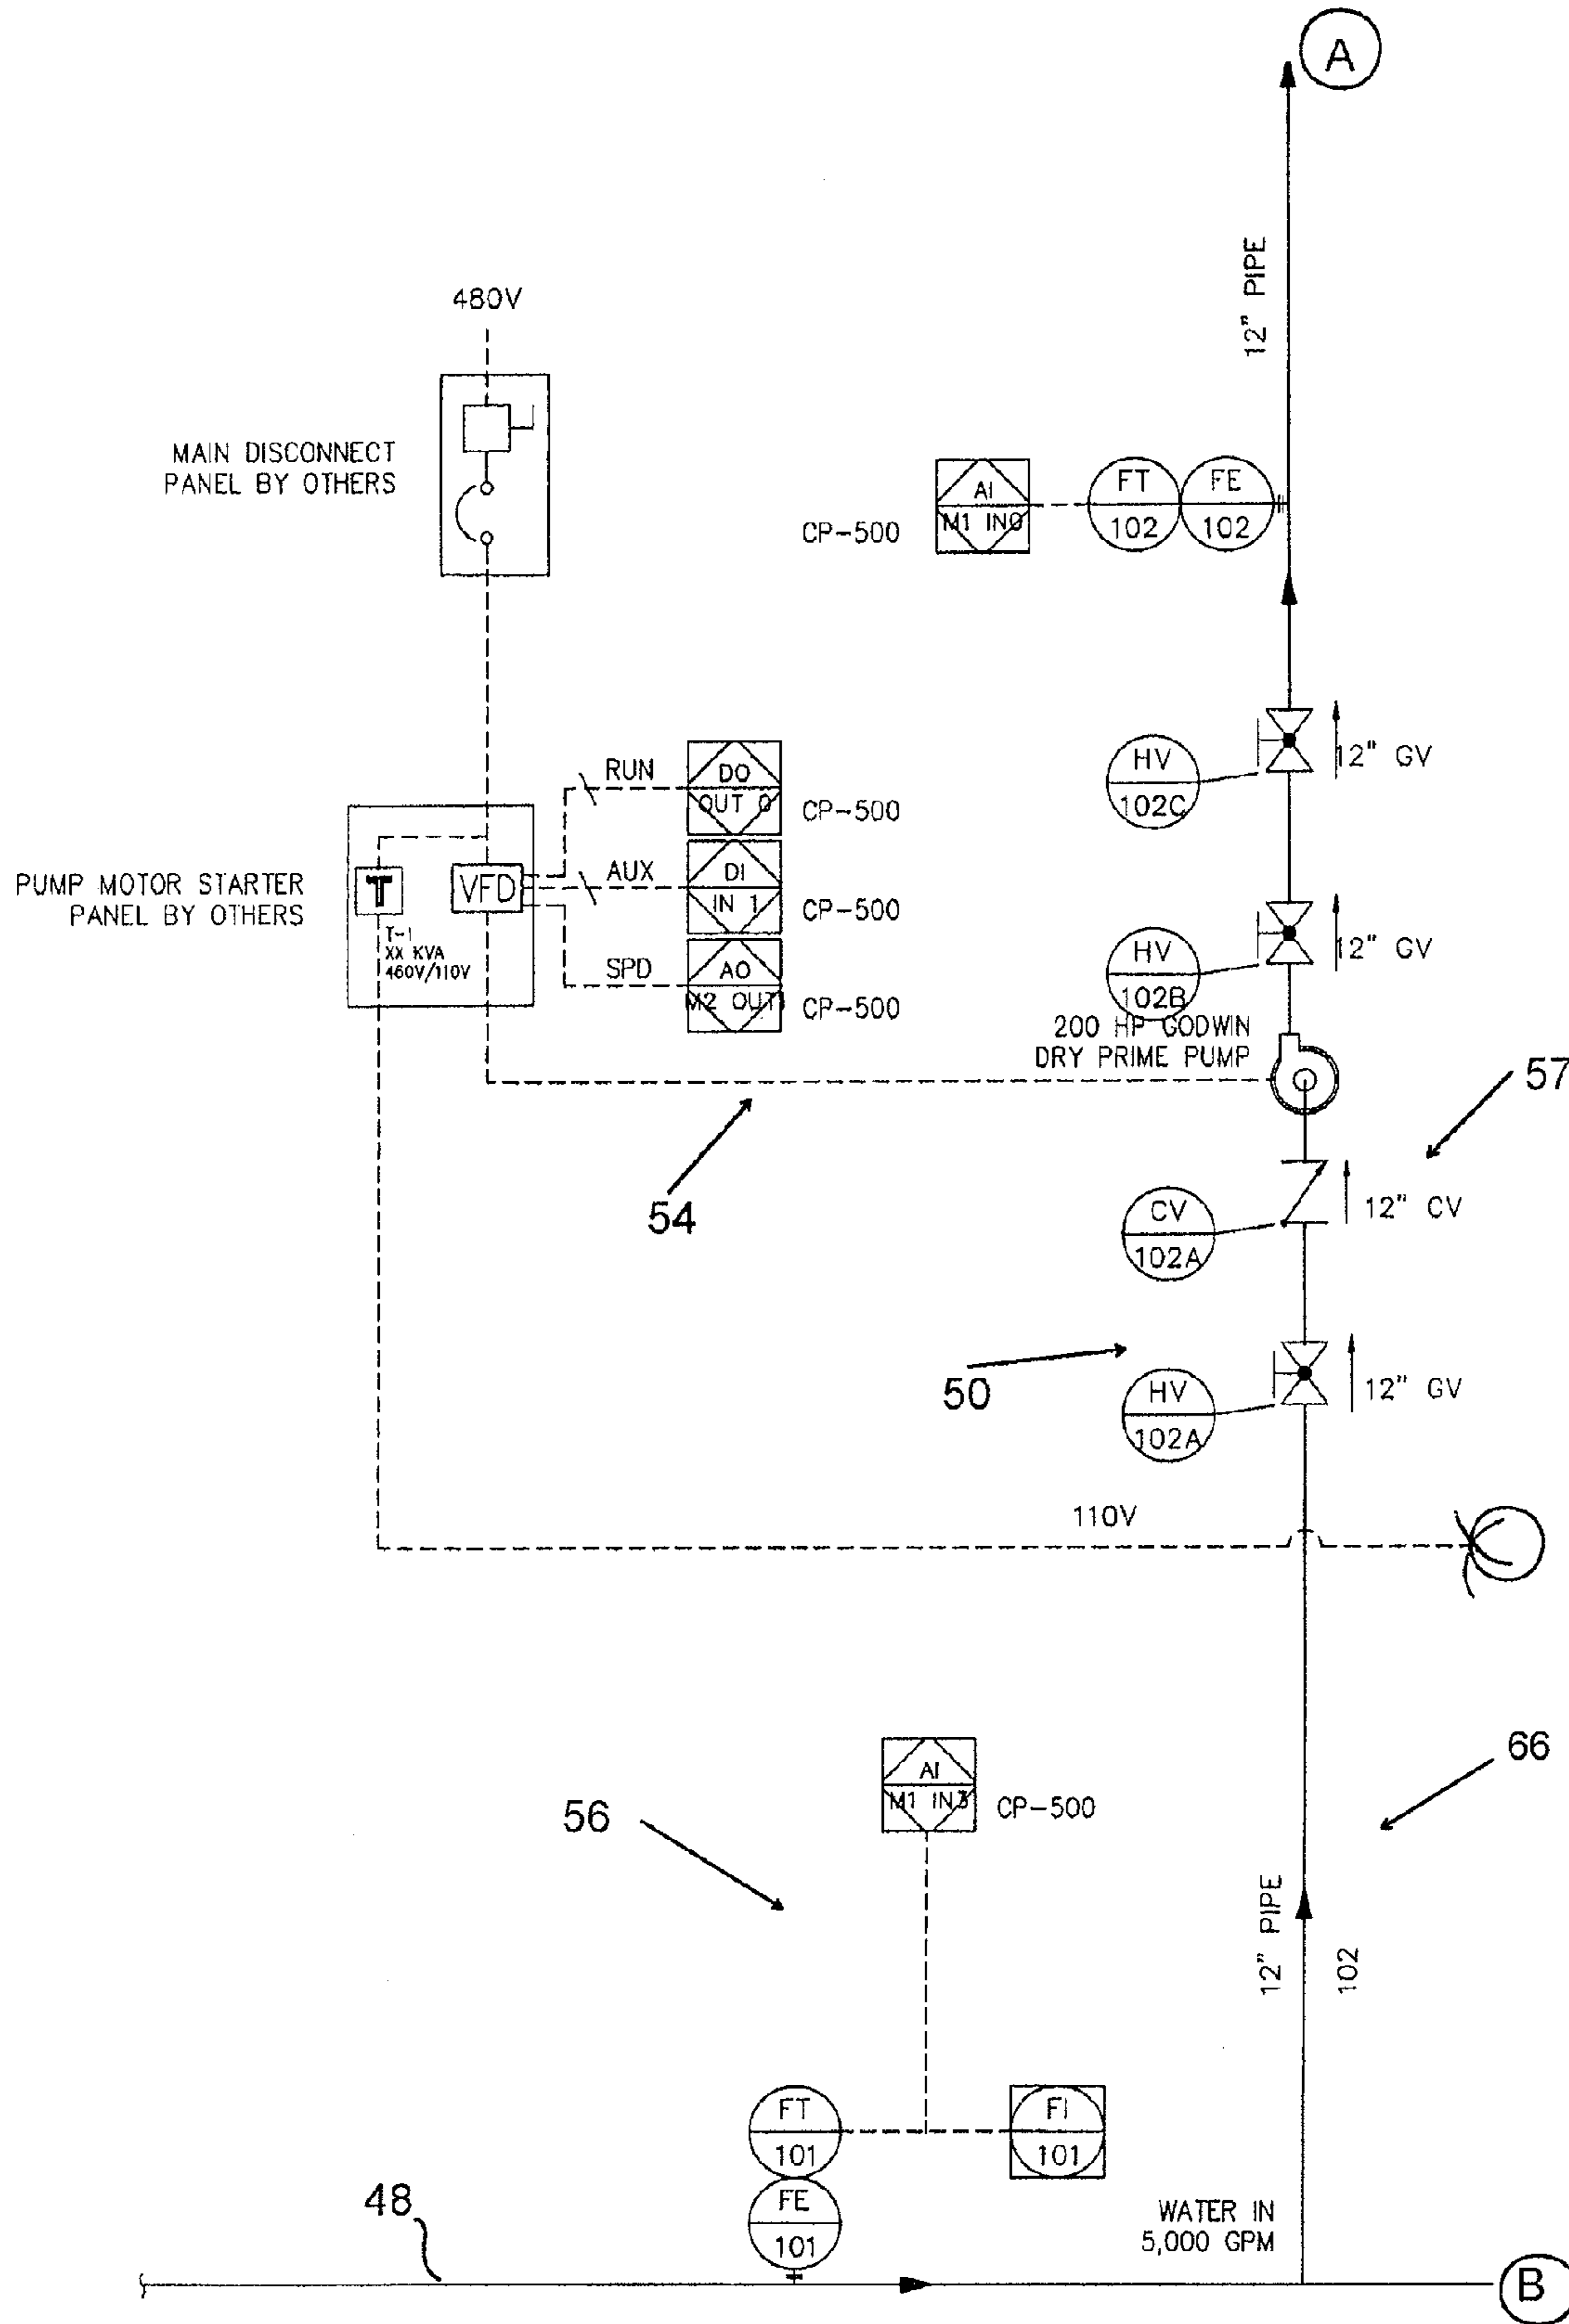 A
12" PIPE
480V
MAIN DISCONNECT
PANEL BY OTHERS
AI
M1 IN0
CP-500
FT
102
FE
102
HV
102C
12" GV
RUN
DO
OUT 0
CP-500
AUX
DI
IN 1
CP-500
SPD
AO
M2 OUT1
CP-500
PUMP MOTOR STARTER
PANEL BY OTHERS
T
VFD
T-1
XX KVA
460V/110V
HV
102B
12" GV
200 HP GODWIN
DRY PRIME PUMP
57
54
CV
102A
12" CV
50
HV
102A
12" GV
110V
66
AI
M1 IN3
CP-500
56
12" PIPE
102
FT
101
FI
101
FE
101
48
WATER IN
5,000 GPM
B